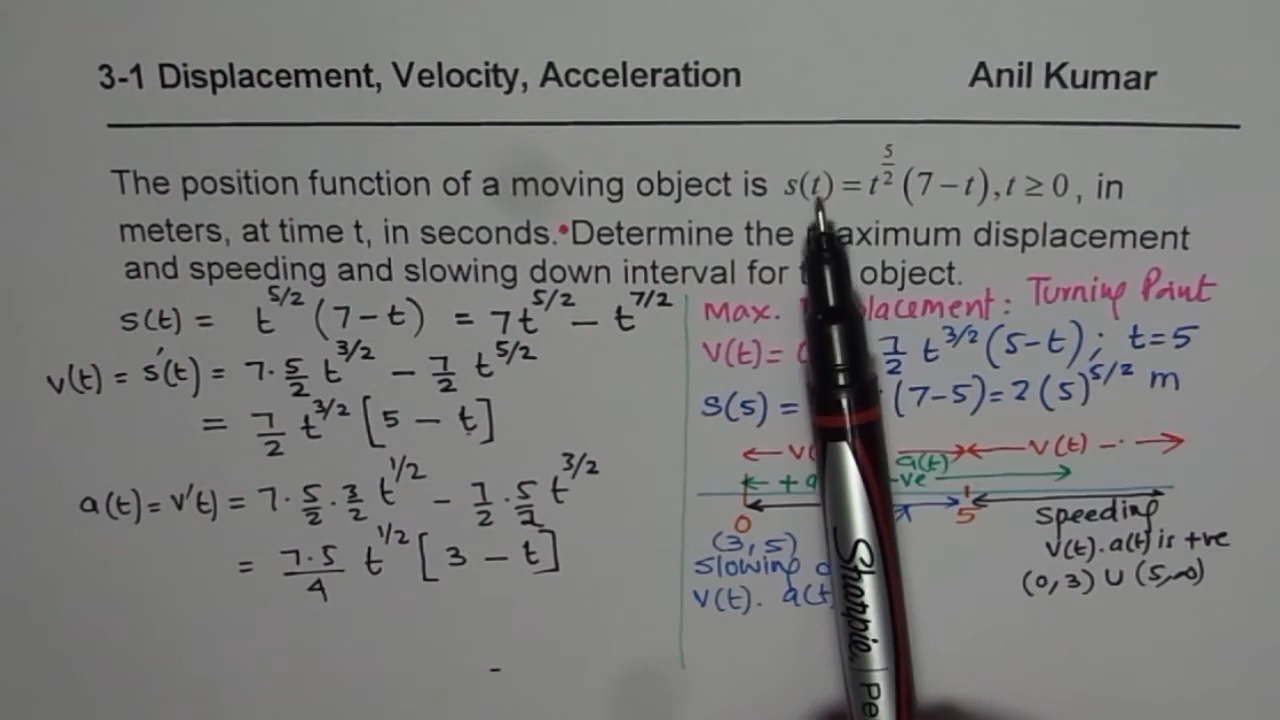 3-1 Displacement, Velocity, Acceleration Anil Kumar
The position function of a moving object is s(t) = t^{5/2} (7 − t), t ≥ 0, in
meters, at time t, in seconds. Determine the maximum displacement
and speeding and slowing down interval for object.
s(t) = t^{5/2} (7 − t) = 7t^{5/2} − t^{7/2}
v(t) = s'(t) = 7·5/2 t^{3/2} − 7/2 t^{5/2}
= 7/2 t^{3/2} [5 − t]
a(t) = v't) = 7·5/2·3/2 t^{1/2} − 7/2·5/2 t^{3/2}
= 7·5/4 t^{1/2} [3 − t]
Max. : Turning Point
V(t) = 7/2 t^{3/2} (5−t); t=5
S(5) = (7−5) = 2(5)^{5/2} m
V(t) −
a(t)
+ a −ve
0 5
(3,5)
Slowing
V(t). a(t
Speeding
V(t).a(t) is +ve
(0,3) ∪ (5,∞)
Sharpie.
Pe